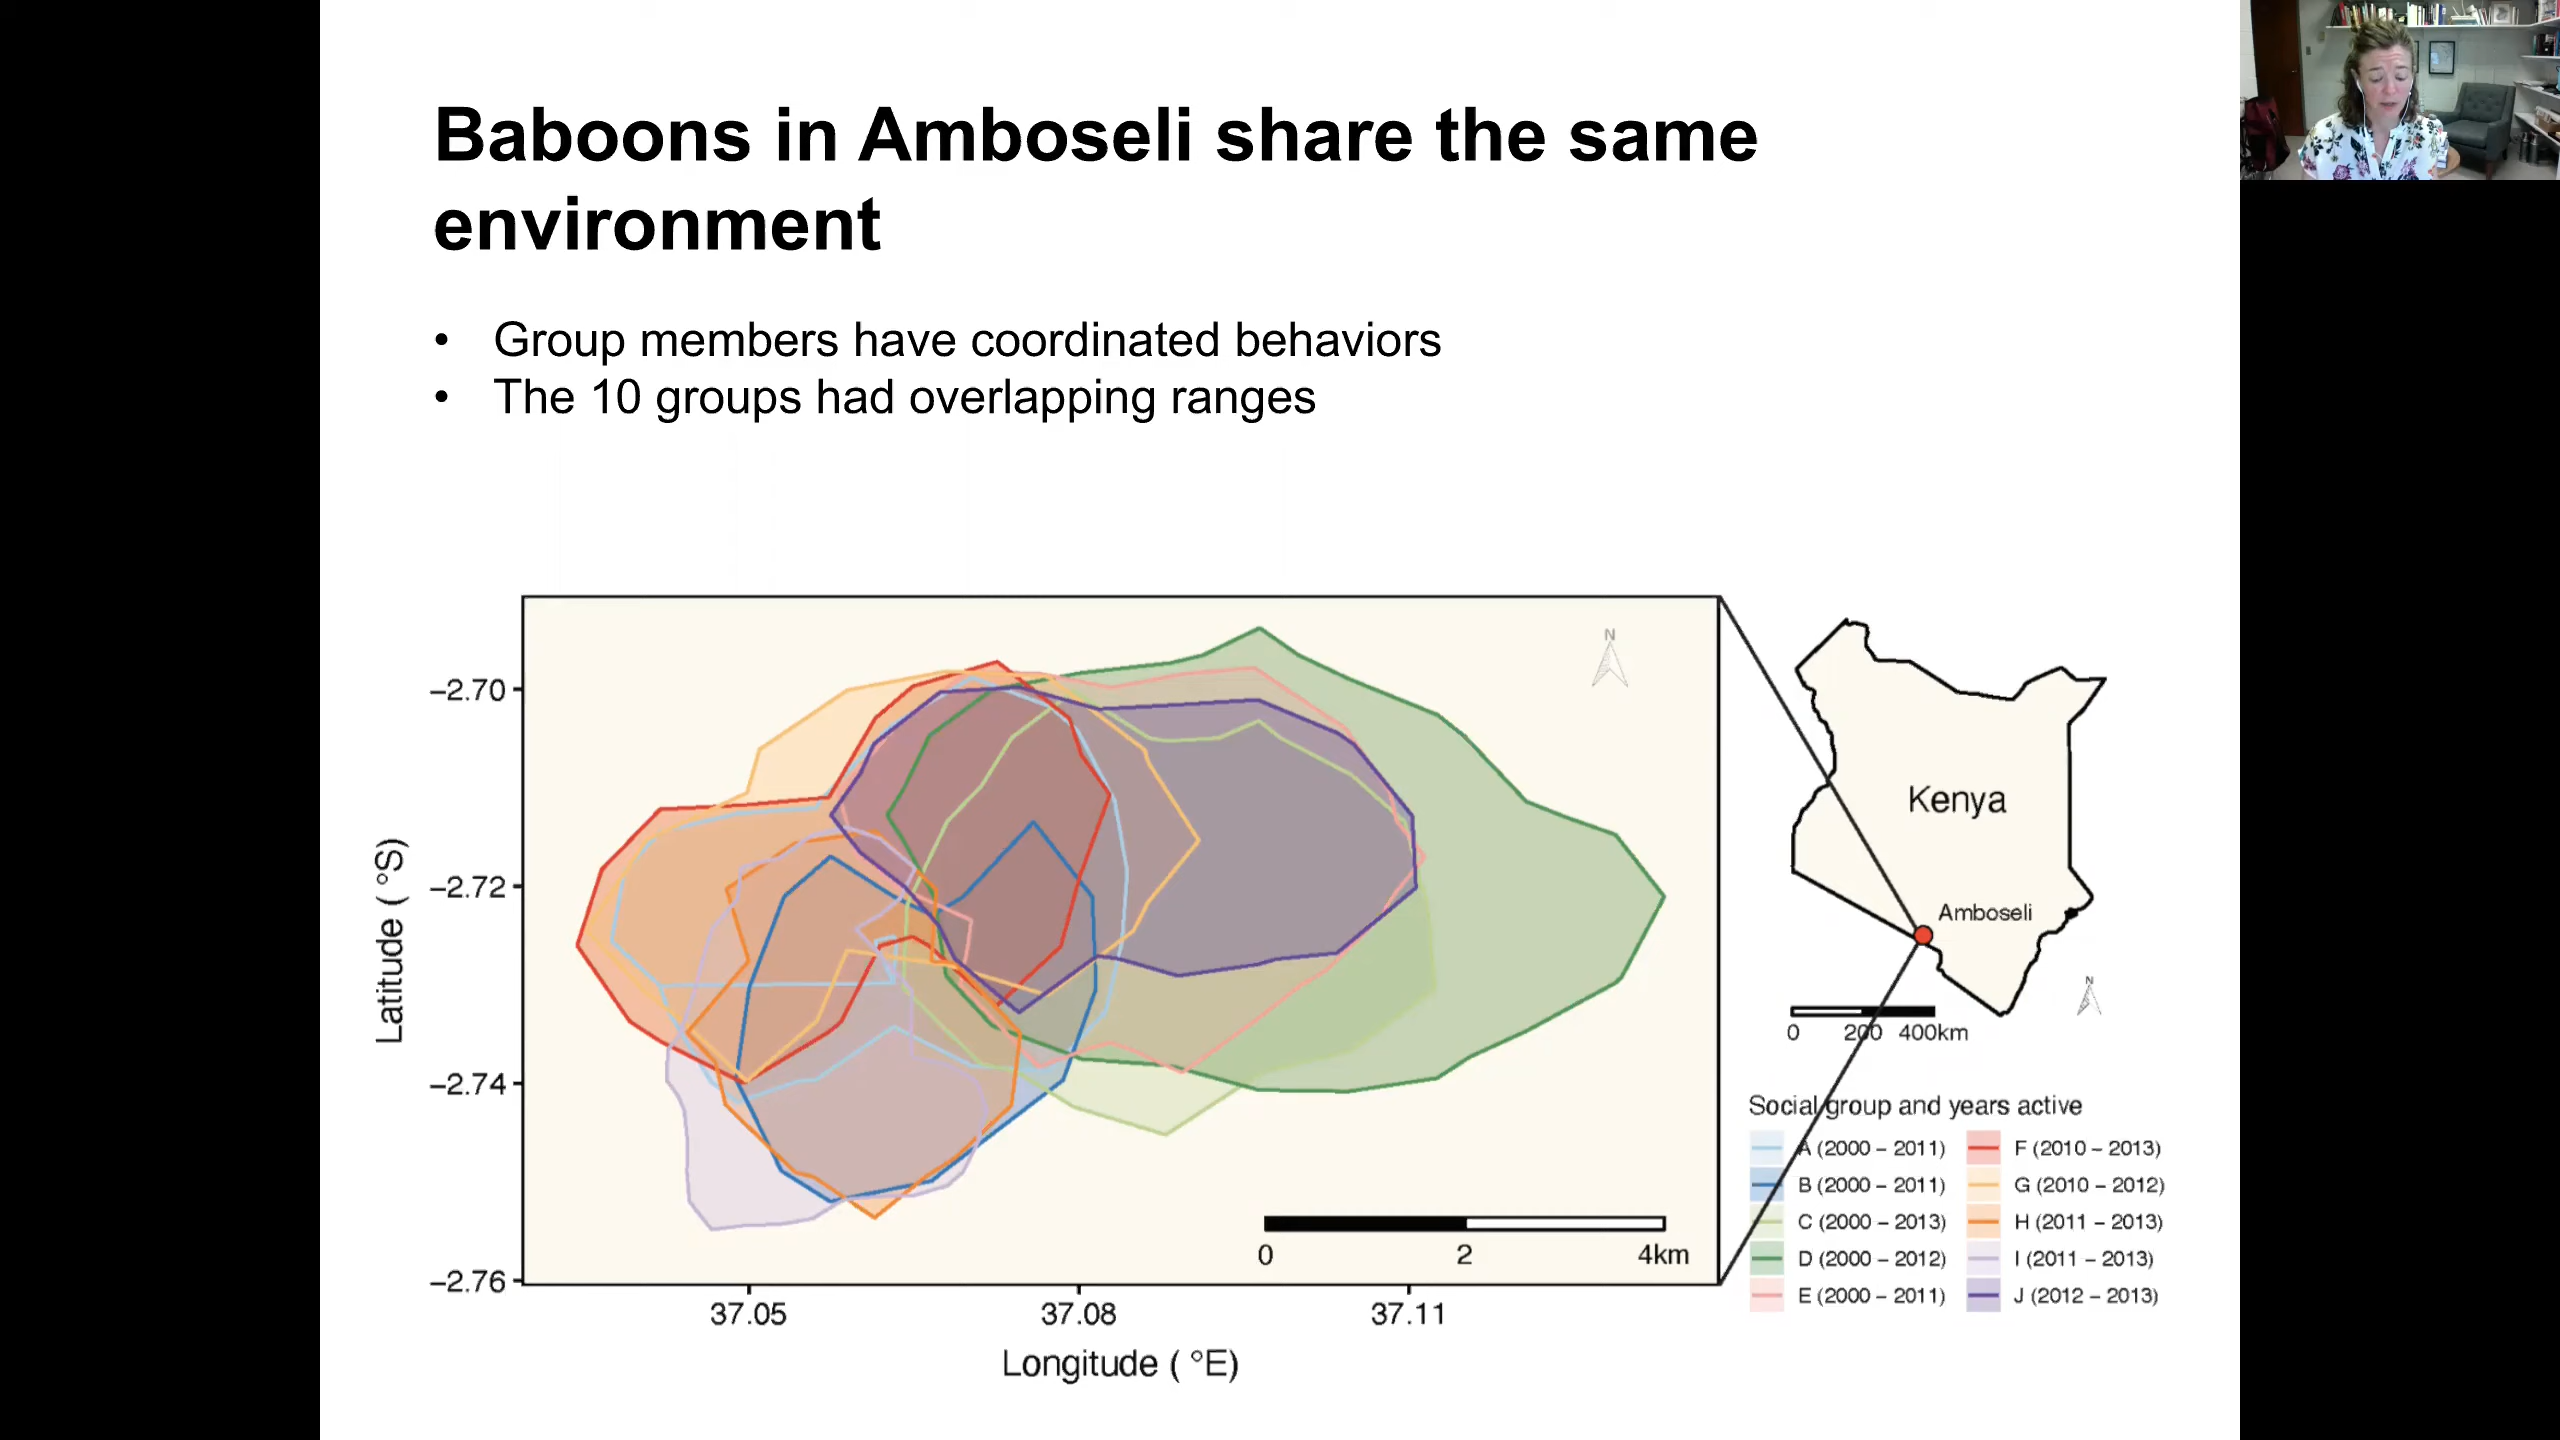 Baboons in Amboseli share the same
environment
• Group members have coordinated behaviors
• The 10 groups had overlapping ranges
N
−2.70
−2.72
−2.74
−2.76
Latitude ( °S)
37.05
37.08
37.11
Longitude ( °E)
0
2
4km
Kenya
Amboseli
N
0
200
400km
Social group and years active
A (2000 – 2011)
B (2000 – 2011)
C (2000 – 2013)
D (2000 – 2012)
E (2000 – 2011)
F (2010 – 2013)
G (2010 – 2012)
H (2011 – 2013)
I (2011 – 2013)
J (2012 – 2013)